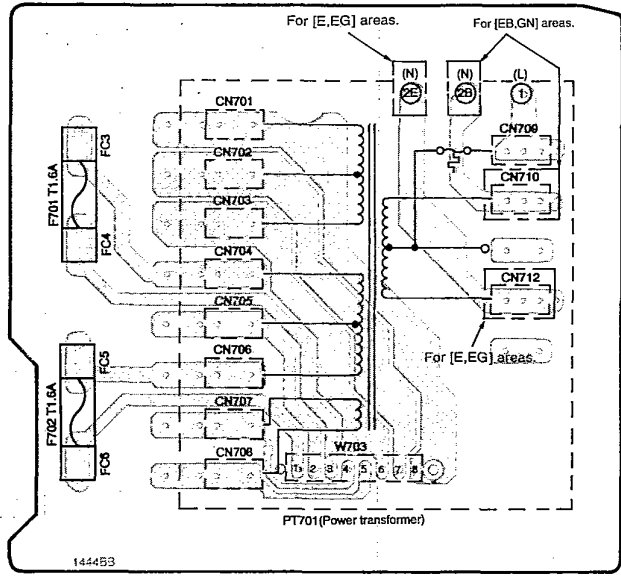 For [E,EG] areas.
For [EB,GN] areas.
(N)
2E
(N)
2B
(L)
1
CN701
CN709
CN702
CN710
CN703
FC3
F701 T1.6A
FC4
CN704
CN712
CN705
For [E,EG] areas.
CN706
FC5
F702 T1.6A
FC6
CN707
CN708
W703
1 2 3 4 5 6 7 8
PT701(Power transformer)